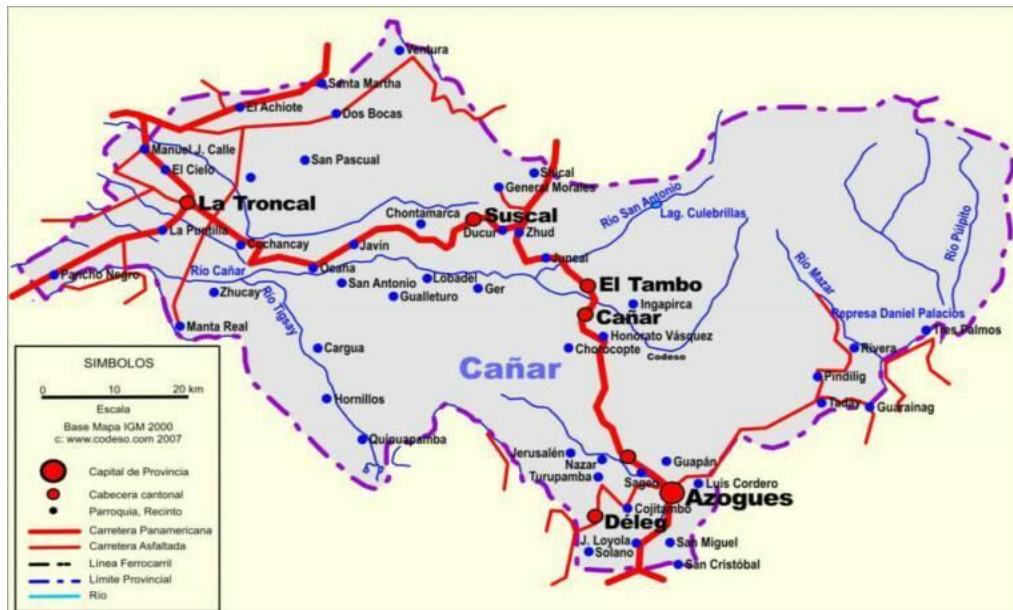 Ventura
Santa Martha
El Achiote
Dos Bocas
Manuel J. Calle
San Pascual
El Cielo
Shical
General Morales
Río San Antonio
La Troncal
Lag. Culebrillas
Chontamarca
Suscal
Río Púlpito
La Puntilla
Ducur
Zhud
Cochancay
Javín
Juncal
Pancho Negro
Río Cañar
Ocaña
Río Mazar
Lobadel
San Antonio
Ger
El Tambo
Zhucay
Gualleturo
Ingapirca
Río Tigsay
Cañar
Represa Daniel Palacios
Manta Real
Honorato Vásquez
Tres Palmos
Cargua
Chorocopte
Codeso
Rivera
Cañar
Pindilig
Hornillos
Taday
Guarainag
Quipuapamba
Jerusalén
Nazar
Guapán
Turupamba
Sageo
Luis Cordero
Azogues
Cojitambo
Déleg
J. Loyola
San Miguel
Solano
San Cristóbal
SIMBOLOS
0 10 20 km
Escala
Base Mapa IGM 2000
c: www.codeso.com 2007
Capital de Provincia
Cabecera cantonal
Parroquia, Recinto
Carretera Panamericana
Carretera Asfaltada
Línea Ferrocarril
Límite Provincial
Río